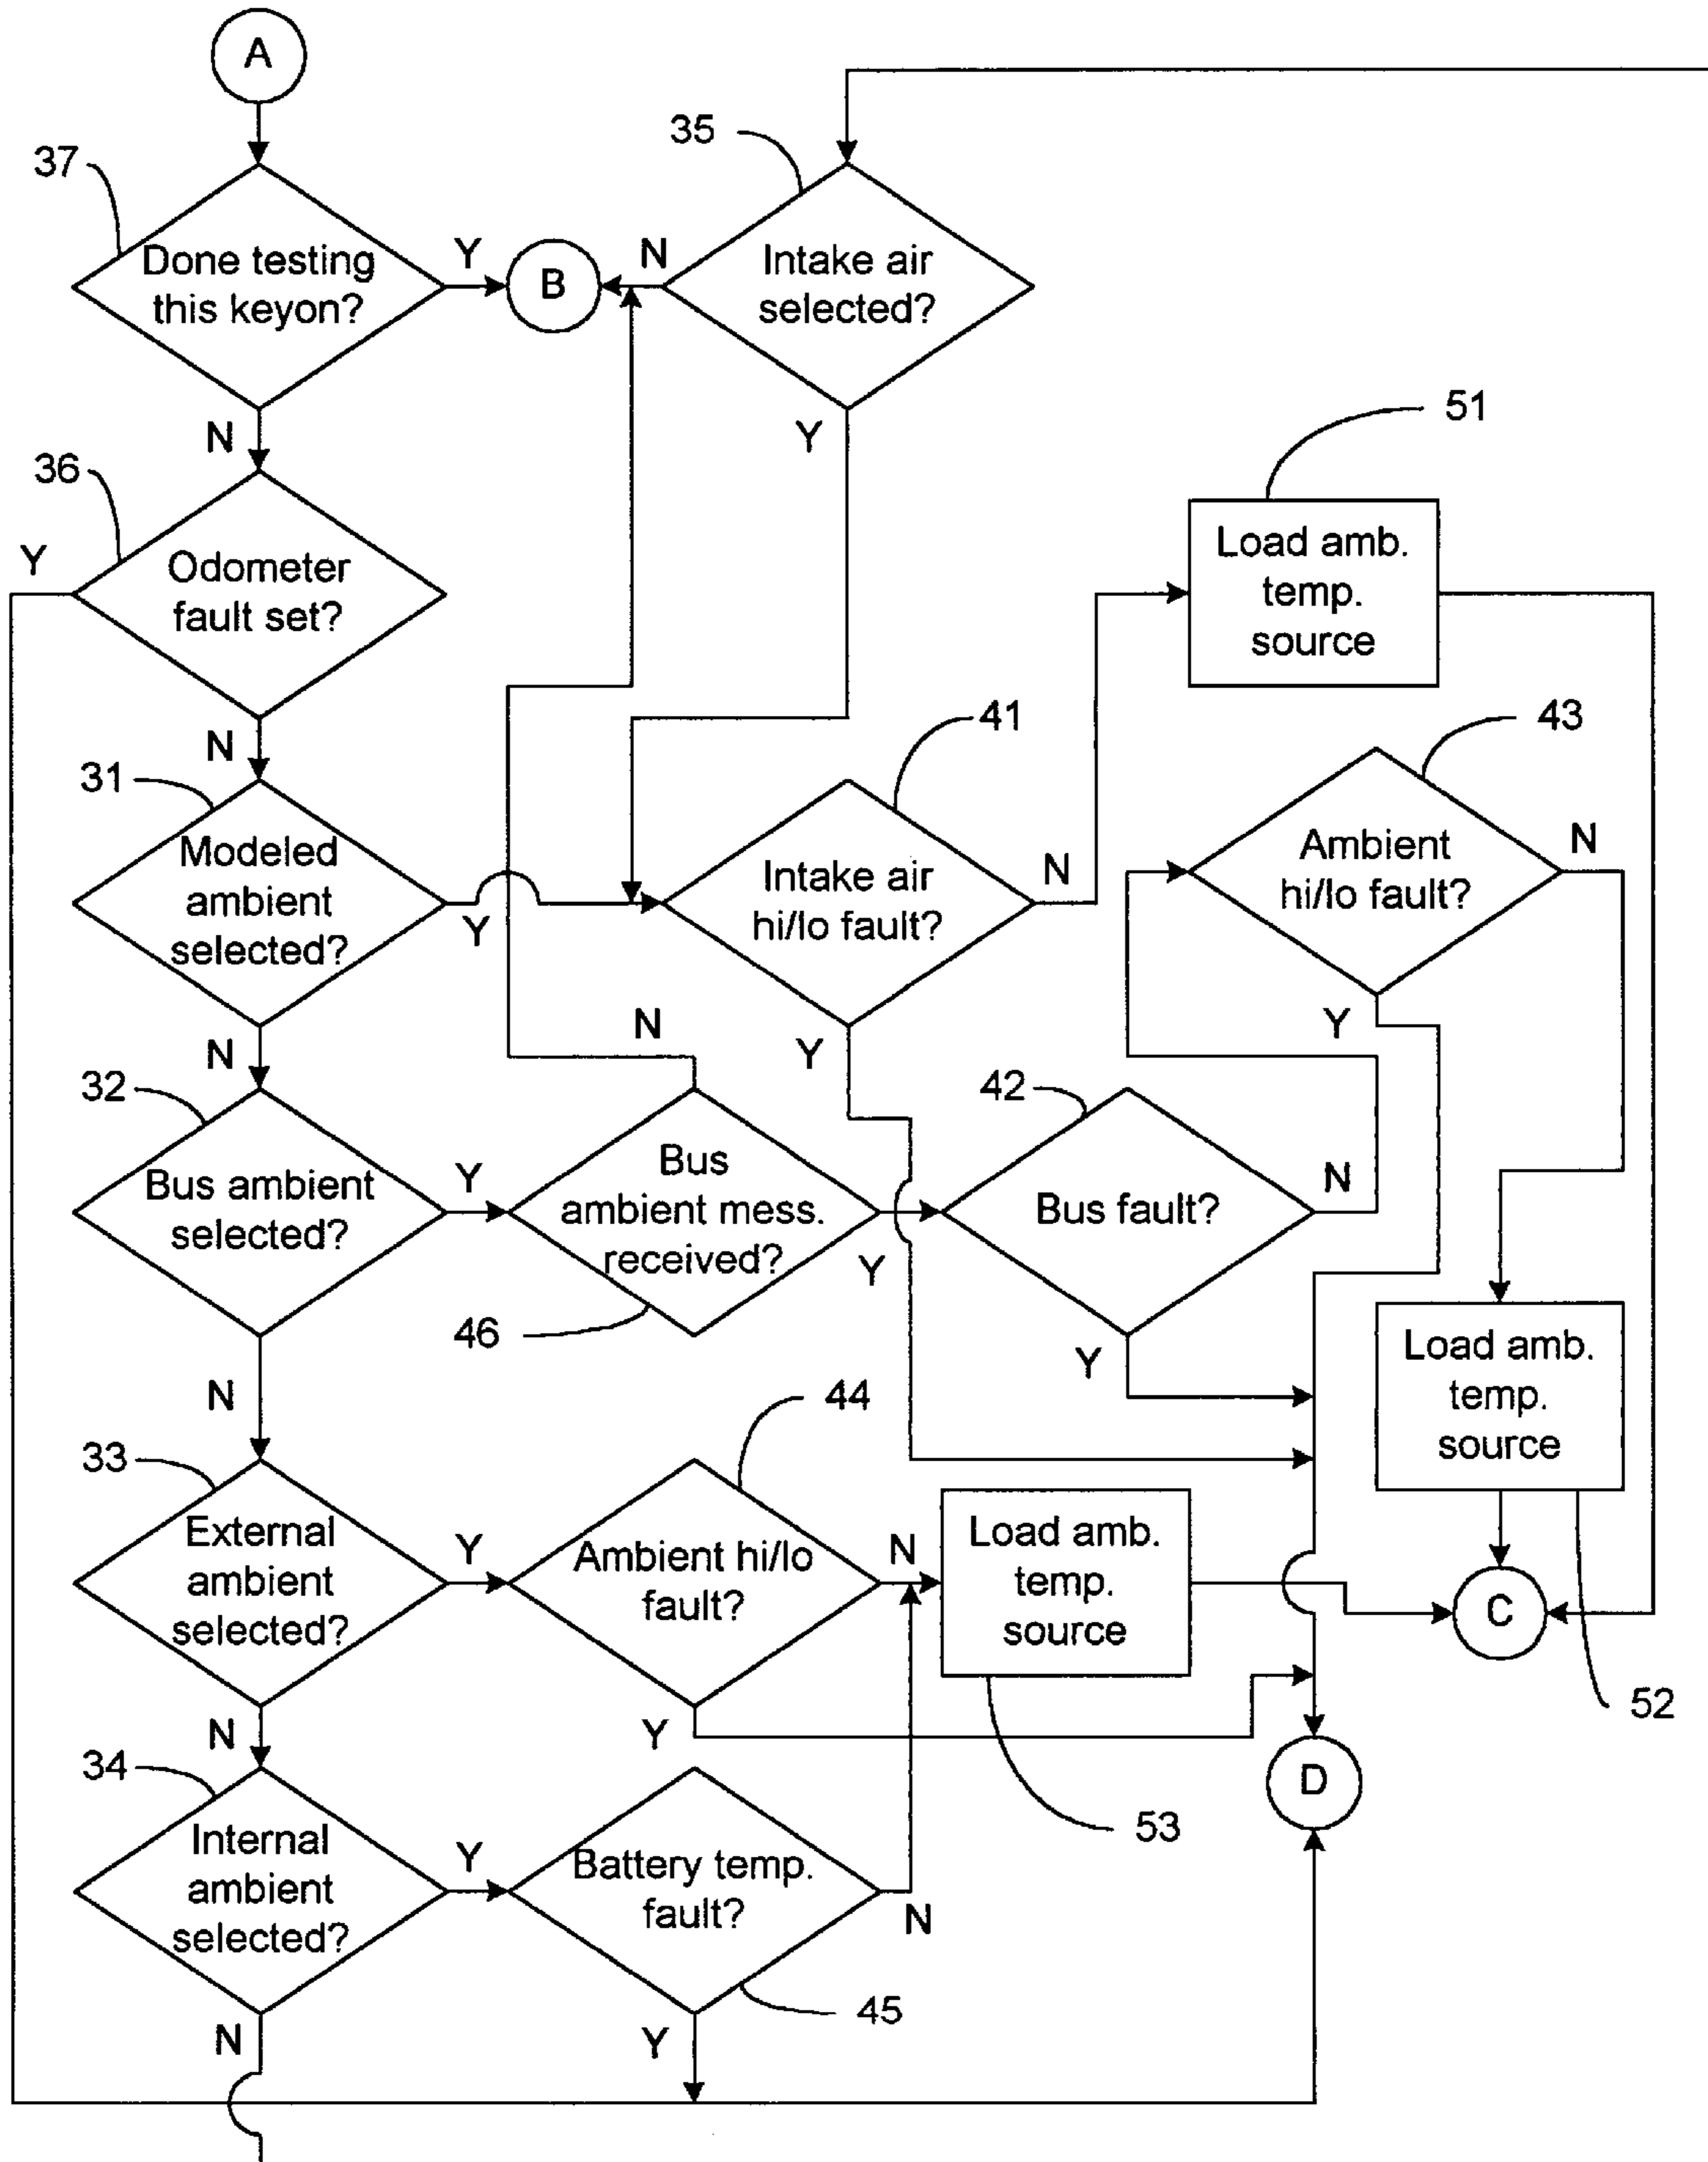 A
35
37
Done testing
this keyon?
Y
B
N
Intake air
selected?
N
Y
51
36
Y
Odometer
fault set?
Load amb.
temp.
source
N
41
43
31
Modeled
ambient
selected?
Y
Intake air
hi/lo fault?
N
Ambient
hi/lo fault?
N
N
N
Y
Y
32
42
Bus ambient
selected?
Y
Bus
ambient mess.
received?
Y
Bus fault?
N
46
Y
Load amb.
temp.
source
N
44
33
External
ambient
selected?
Y
Ambient hi/lo
fault?
N
Load amb.
temp.
source
C
52
N
Y
34
D
53
Internal
ambient
selected?
Y
Battery temp.
fault?
N
45
N
Y